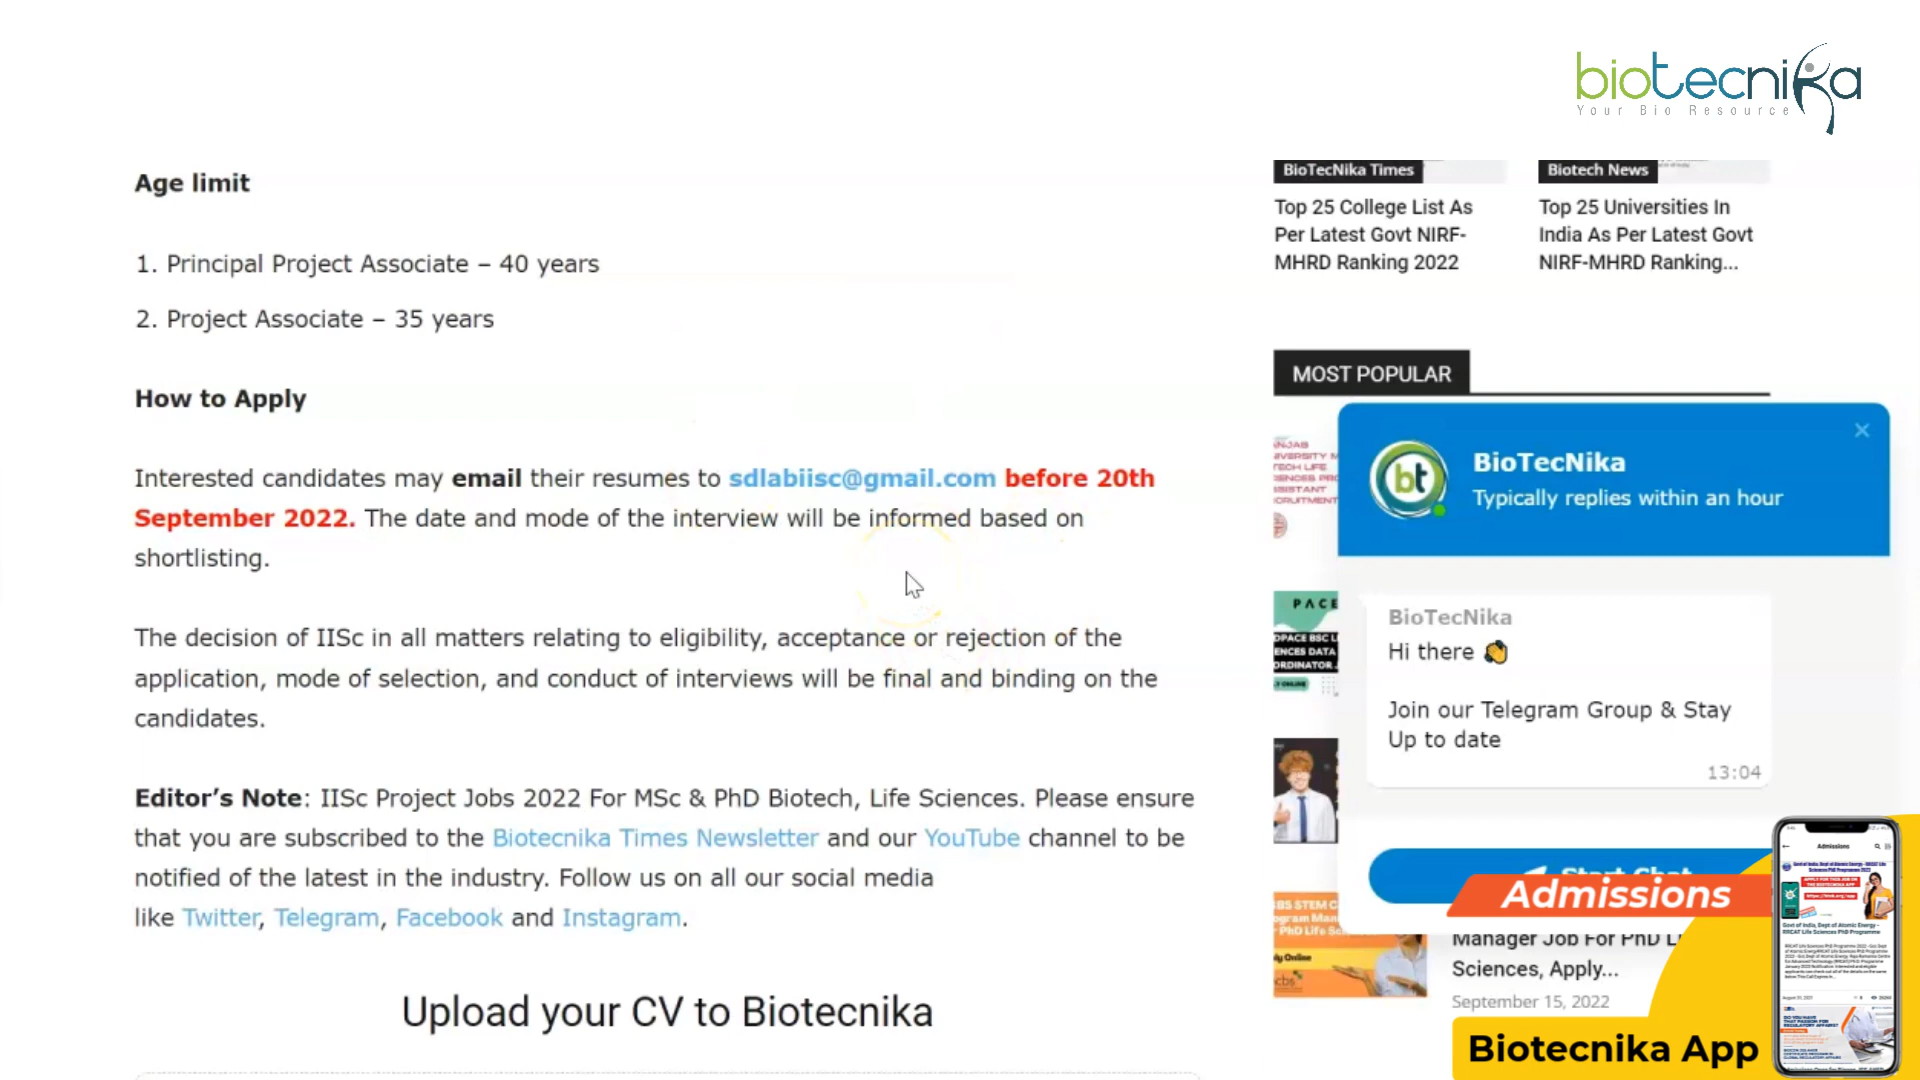 biotecnika
Your Bio Resource
Age limit
1. Principal Project Associate – 40 years
2. Project Associate – 35 years
How to Apply
Interested candidates may email their resumes to sdlabiisc@gmail.com before 20th
September 2022. The date and mode of the interview will be informed based on
shortlisting.
The decision of IISc in all matters relating to eligibility, acceptance or rejection of the
application, mode of selection, and conduct of interviews will be final and binding on the
candidates.
Editor’s Note: IISc Project Jobs 2022 For MSc & PhD Biotech, Life Sciences. Please ensure
that you are subscribed to the Biotecnika Times Newsletter and our YouTube channel to be
notified of the latest in the industry. Follow us on all our social media
like Twitter, Telegram, Facebook and Instagram.
Upload your CV to Biotecnika
BioTecNika Times
Top 25 College List As
Per Latest Govt NIRF-
MHRD Ranking 2022
Biotech News
Top 25 Universities In
India As Per Latest Govt
NIRF-MHRD Ranking...
MOST POPULAR
bt
BioTecNika
Typically replies within an hour
BioTecNika
Hi there
Join our Telegram Group & Stay
Up to date
13:04
Start Chat
PACE
Manager Job For PhD
Sciences, Apply...
September 15, 2022
Admissions
Biotecnika App
Admissions